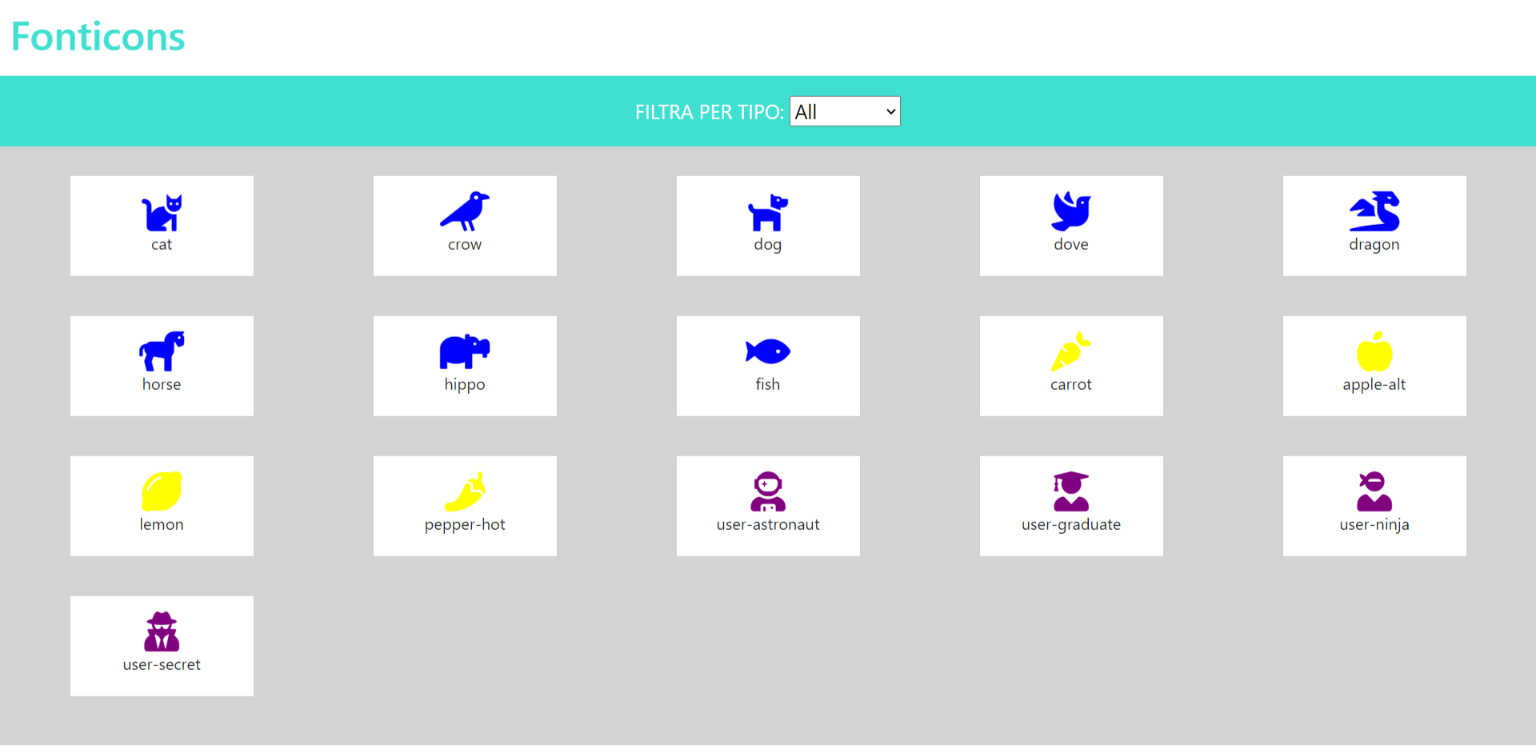 Fonticons
FILTRA PER TIPO: All
cat
crow
dog
dove
dragon
horse
hippo
fish
carrot
apple-alt
lemon
pepper-hot
user-astronaut
user-graduate
user-ninja
user-secret